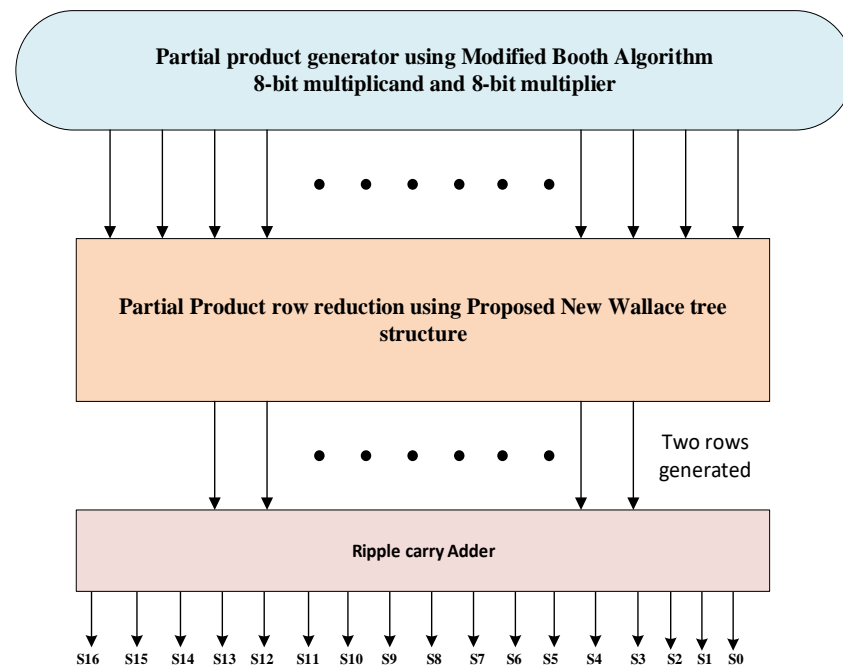 Partial product generator using Modified Booth Algorithm
8-bit multiplicand and 8-bit multiplier
Partial Product row reduction using Proposed New Wallace tree
structure
Two rows
generated
Ripple carry Adder
S16 S15 S14 S13 S12 S11 S10 S9 S8 S7 S6 S5 S4 S3 S2 S1 S0